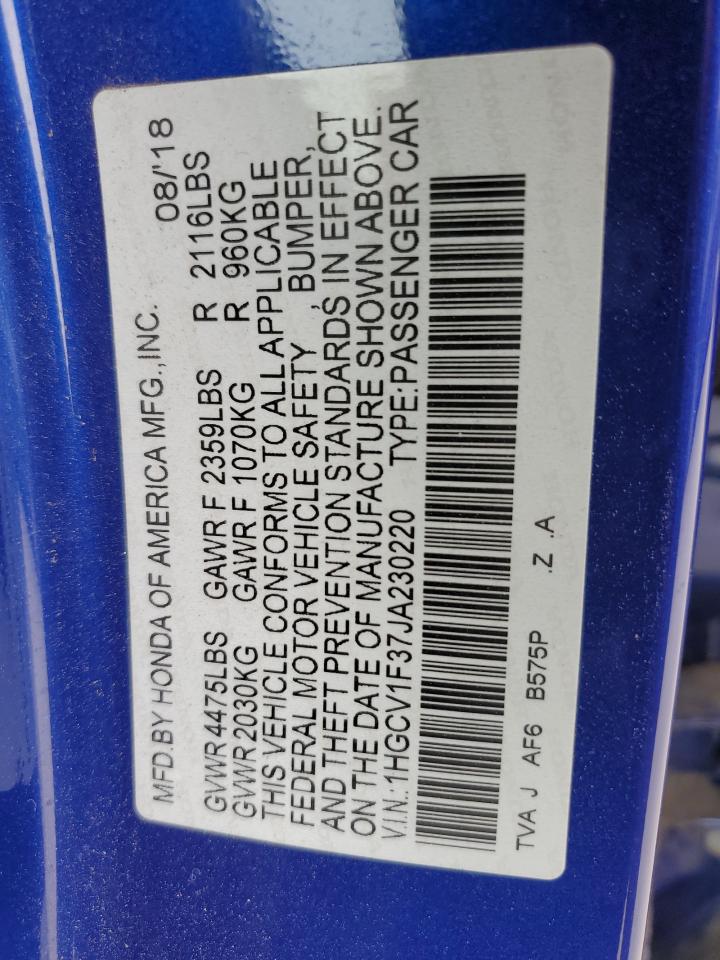 MFD.BY HONDA OF AMERICA MFG.,INC. 08/'18
GVWR 4475LBS GAWR F 2359LBS R 2116LBS
GVWR 2030KG GAWR F 1070KG R 960KG
THIS VEHICLE CONFORMS TO ALL APPLICABLE
FEDERAL MOTOR VEHICLE SAFETY , BUMPER,
AND THEFT PREVENTION STANDARDS IN EFFECT
ON THE DATE OF MANUFACTURE SHOWN ABOVE.
V.I.N.:1HGCV1F37JA230220 TYPE:PASSENGER CAR
TVA J AF6 B575P .Z .A